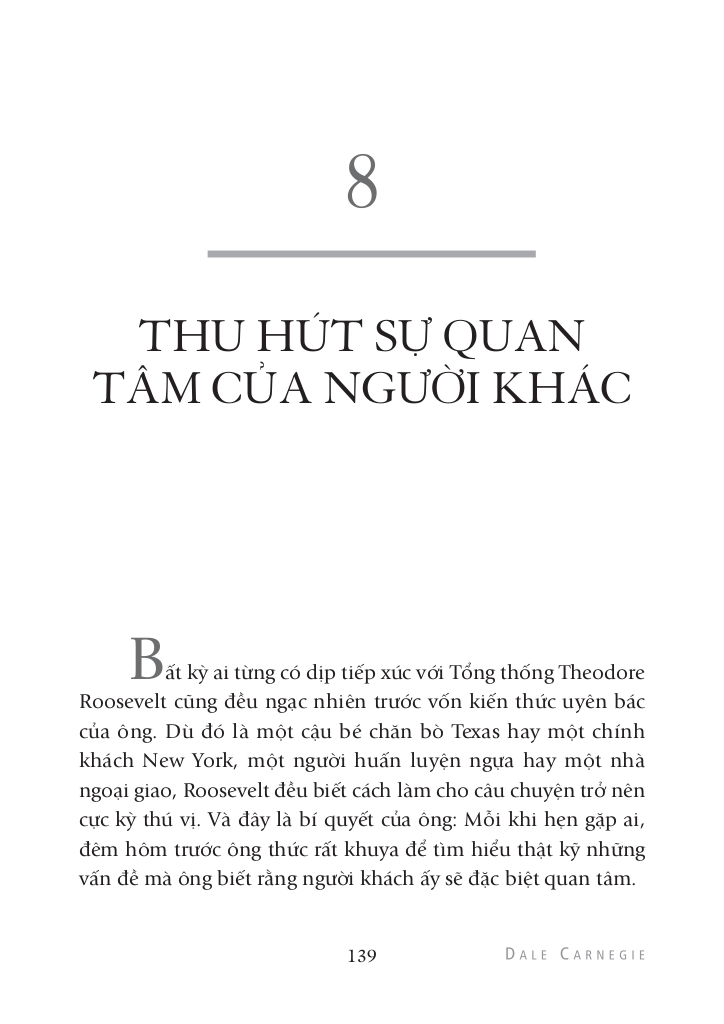 8
THU HÚT SỰ QUAN
TÂM CỦA NGƯỜI KHÁC
Bất kỳ ai từng có dịp tiếp xúc với Tổng thống Theodore
Roosevelt cũng đều ngạc nhiên trước vốn kiến thức uyên bác
của ông. Dù đó là một cậu bé chăn bò Texas hay một chính
khách New York, một người huấn luyện ngựa hay một nhà
ngoại giao, Roosevelt đều biết cách làm cho câu chuyện trở nên
cực kỳ thú vị. Và đây là bí quyết của ông: Mỗi khi hẹn gặp ai,
đêm hôm trước ông thức rất khuya để tìm hiểu thật kỹ những
vấn đề mà ông biết rằng người khách ấy sẽ đặc biệt quan tâm.
139 DALE CARNEGIE